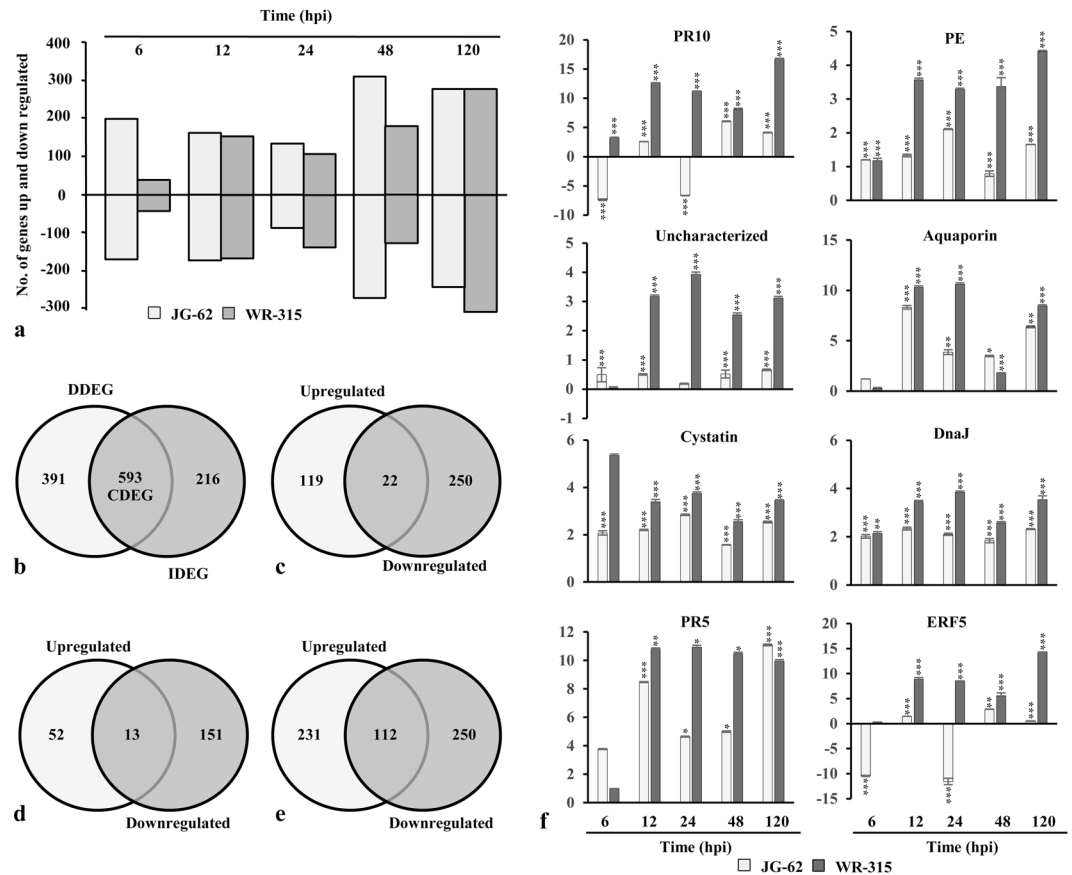 Time (hpi)
6 12 24 48 120
No. of genes up and down regulated
400
300
200
100
0
-100
-200
-300
JG-62 WR-315
a
DDEG
391
593
CDEG
216
IDEG
b
Upregulated
119
22
250
Downregulated
c
Upregulated
52
13
151
Downregulated
d
Upregulated
231
112
250
Downregulated
e
PR10
20
15
10
5
0
-5
-10
*** *** *** *** *** *** *** *** ***
PE
5
4
3
2
1
0
*** *** *** *** *** *** *** *** *** ***
Uncharacterized
5
4
3
2
1
0
-1
*** *** *** *** *** *** *** ***
Aquaporin
15
10
5
0
*** *** ** *** * *** ** ***
Cystatin
6
4
2
0
*** *** *** *** *** *** *** *** ***
DnaJ
6
4
2
0
*** ** *** *** *** *** *** *** *** ***
PR5
12
10
8
6
4
2
0
*** ** * * * * *** ***
ERF5
20
15
10
5
0
-5
-10
-15
*** *** *** *** *** *** *** *** ***
6 12 24 48 120
Time (hpi)
6 12 24 48 120
Time (hpi)
f
JG-62 WR-315